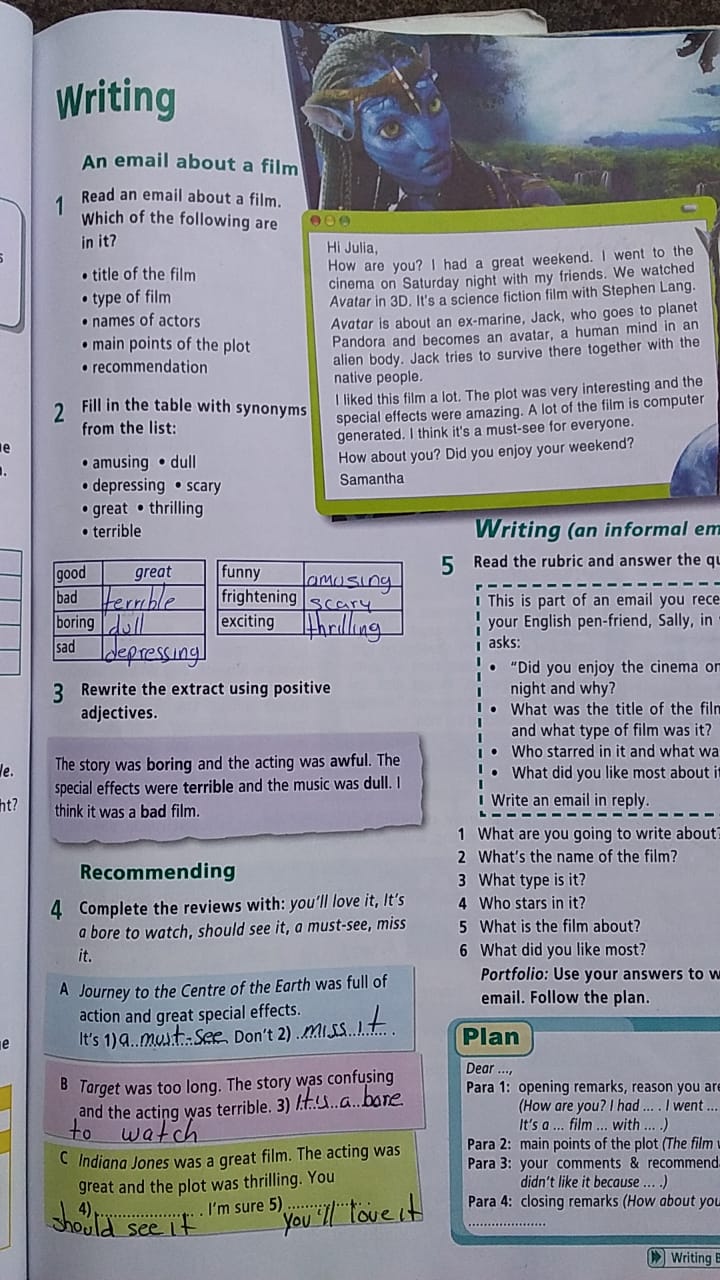 Writing
An email about a film
1 Read an email about a film.
Which of the following are
in it?
• title of the film
• type of film
• names of actors
• main points of the plot
• recommendation
2 Fill in the table with synonyms
from the list:
• amusing • dull
• depressing • scary
• great • thrilling
• terrible
good great
bad terrible
boring dull
sad depressing
funny amusing
frightening scary
exciting thrilling
3 Rewrite the extract using positive
adjectives.
The story was boring and the acting was awful. The
special effects were terrible and the music was dull. I
think it was a bad film.
Recommending
4 Complete the reviews with: you'll love it, It's
a bore to watch, should see it, a must-see, miss
it.
A Journey to the Centre of the Earth was full of
action and great special effects.
It's 1) a must-see Don't 2) miss it.
B Target was too long. The story was confusing
and the acting was terrible. 3) It's a bore
to watch
C Indiana Jones was a great film. The acting was
great and the plot was thrilling. You
4) .................... . I'm sure 5) ................
should see it you'll love it
Hi Julia,
How are you? I had a great weekend. I went to the
cinema on Saturday night with my friends. We watched
Avatar in 3D. It's a science fiction film with Stephen Lang.
Avatar is about an ex-marine, Jack, who goes to planet
Pandora and becomes an avatar, a human mind in an
alien body. Jack tries to survive there together with the
native people.
I liked this film a lot. The plot was very interesting and the
special effects were amazing. A lot of the film is computer
generated. I think it's a must-see for everyone.
How about you? Did you enjoy your weekend?
Samantha
Writing (an informal em
5 Read the rubric and answer the qu
This is part of an email you rece
your English pen-friend, Sally, in
asks:
• "Did you enjoy the cinema on
night and why?
• What was the title of the film
and what type of film was it?
• Who starred in it and what wa
• What did you like most about it
Write an email in reply.
1 What are you going to write about?
2 What's the name of the film?
3 What type is it?
4 Who stars in it?
5 What is the film about?
6 What did you like most?
Portfolio: Use your answers to w
email. Follow the plan.
Plan
Dear ...,
Para 1: opening remarks, reason you are
(How are you? I had ... . I went ...
It's a ... film ... with ... .)
Para 2: main points of the plot (The film
Para 3: your comments & recommend
didn't like it because ... .)
Para 4: closing remarks (How about you
....................
Writing B